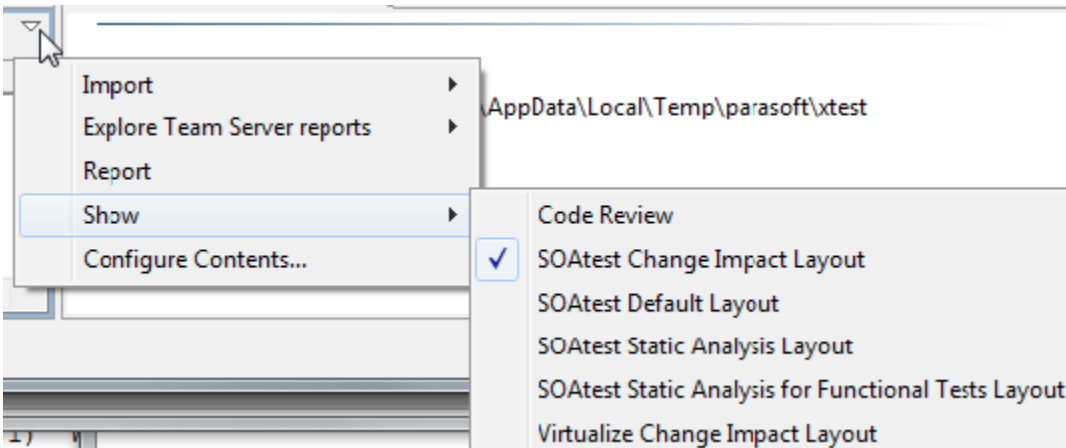 Import
\AppData\Local\Temp\parasoft\xtest
Explore Team Server reports
Report
Show
Code Review
Configure Contents...
SOAtest Change Impact Layout
SOAtest Default Layout
SOAtest Static Analysis Layout
SOAtest Static Analysis for Functional Tests Layout
Virtualize Change Impact Layout